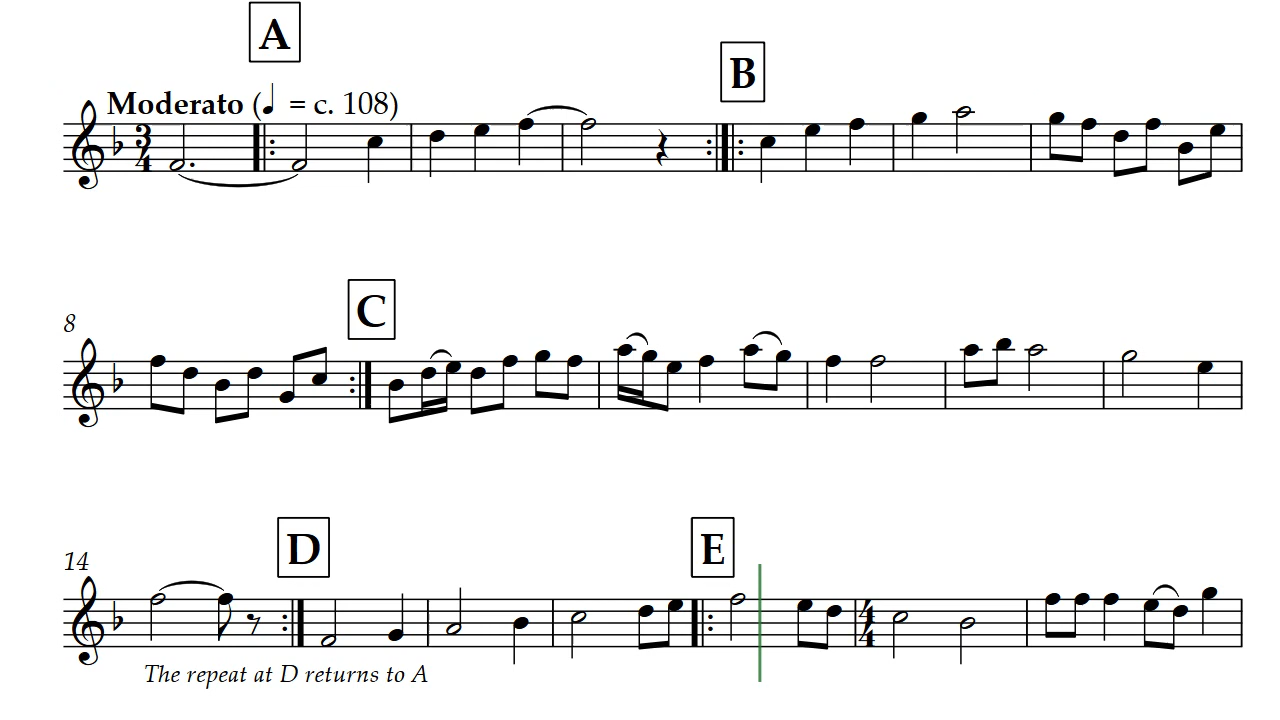 A
Moderato (♩ = c. 108)
B
3
4
8
C
14
D
E
4
4
The repeat at D returns to A